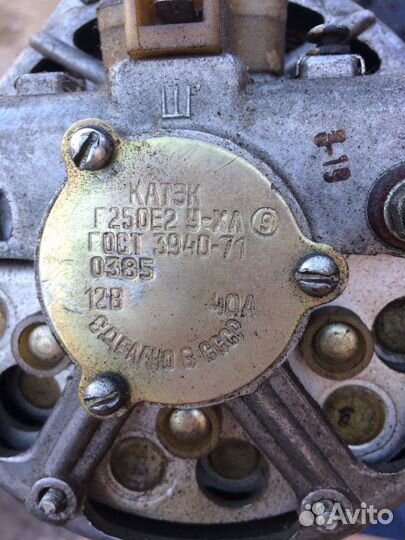 Ш
КАТЭК
Г250Е2 У-ХЛ Э
ГОСТ 3940-71
0385
12В 40А
СДЕЛАНО В СССР
Avito